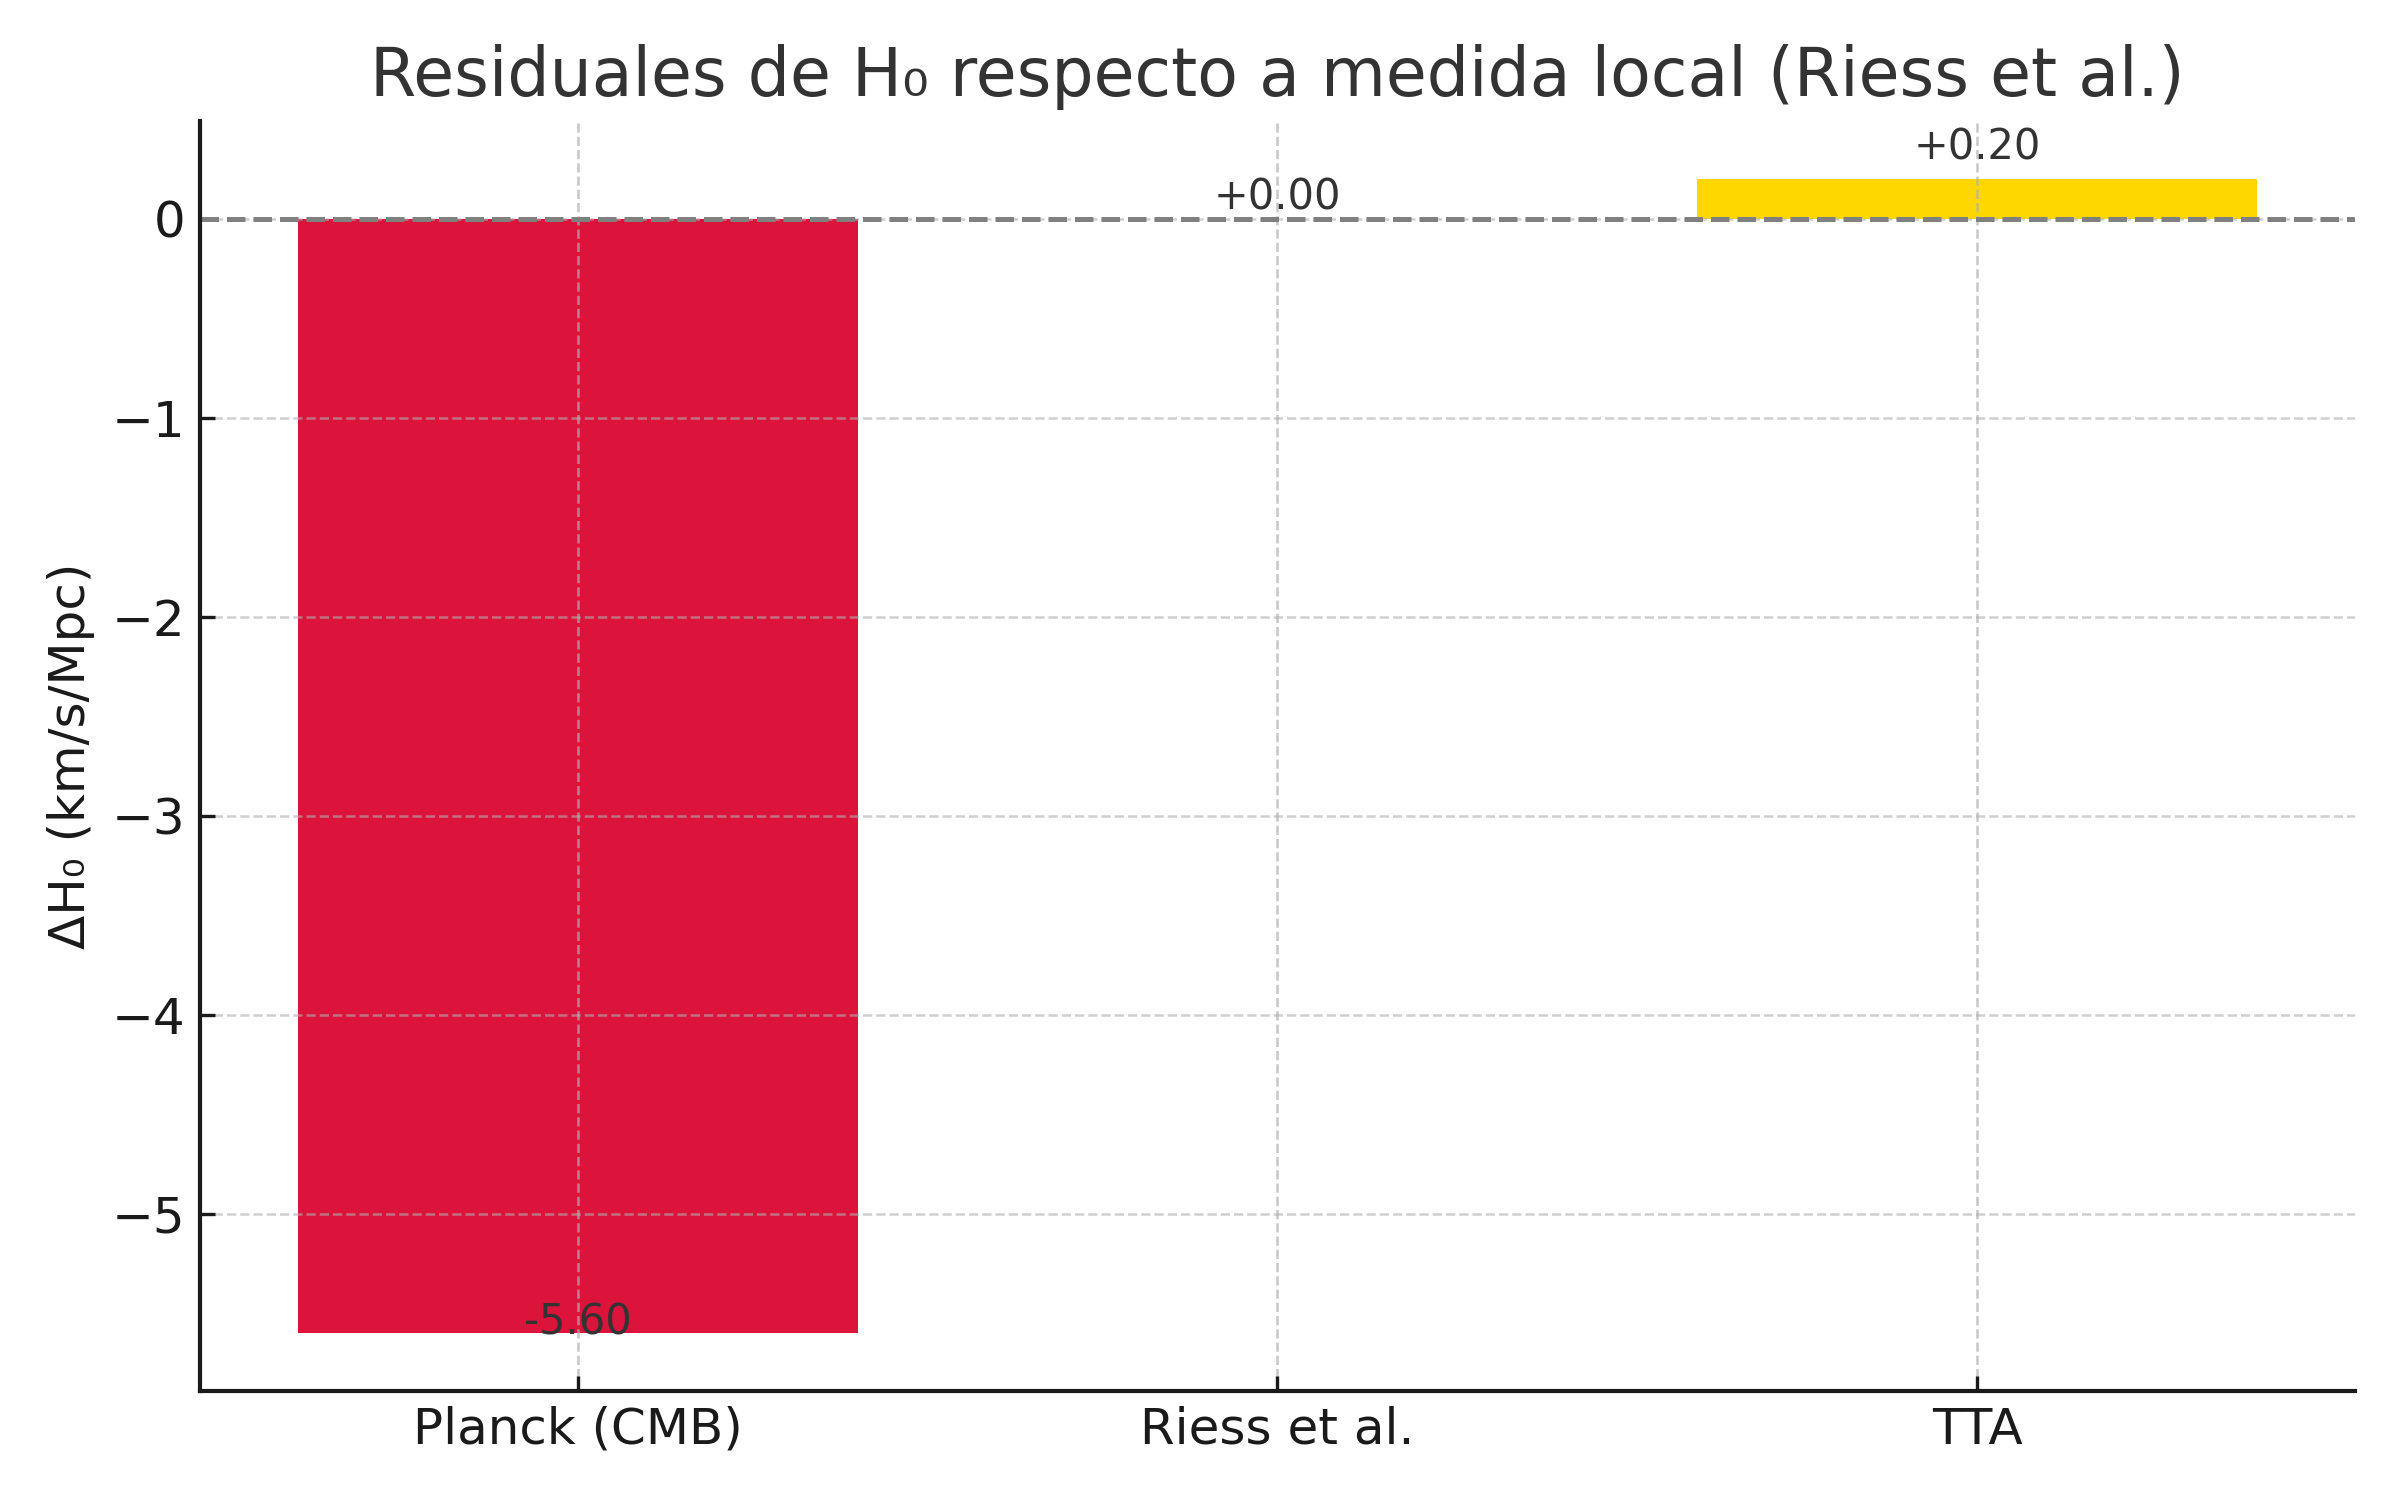 Residuales de H₀ respecto a medida local (Riess et al.)
+0.20
+0.00
0
−1
−2
−3
−4
−5
ΔH₀ (km/s/Mpc)
-5.60
Planck (CMB)
Riess et al.
TTA